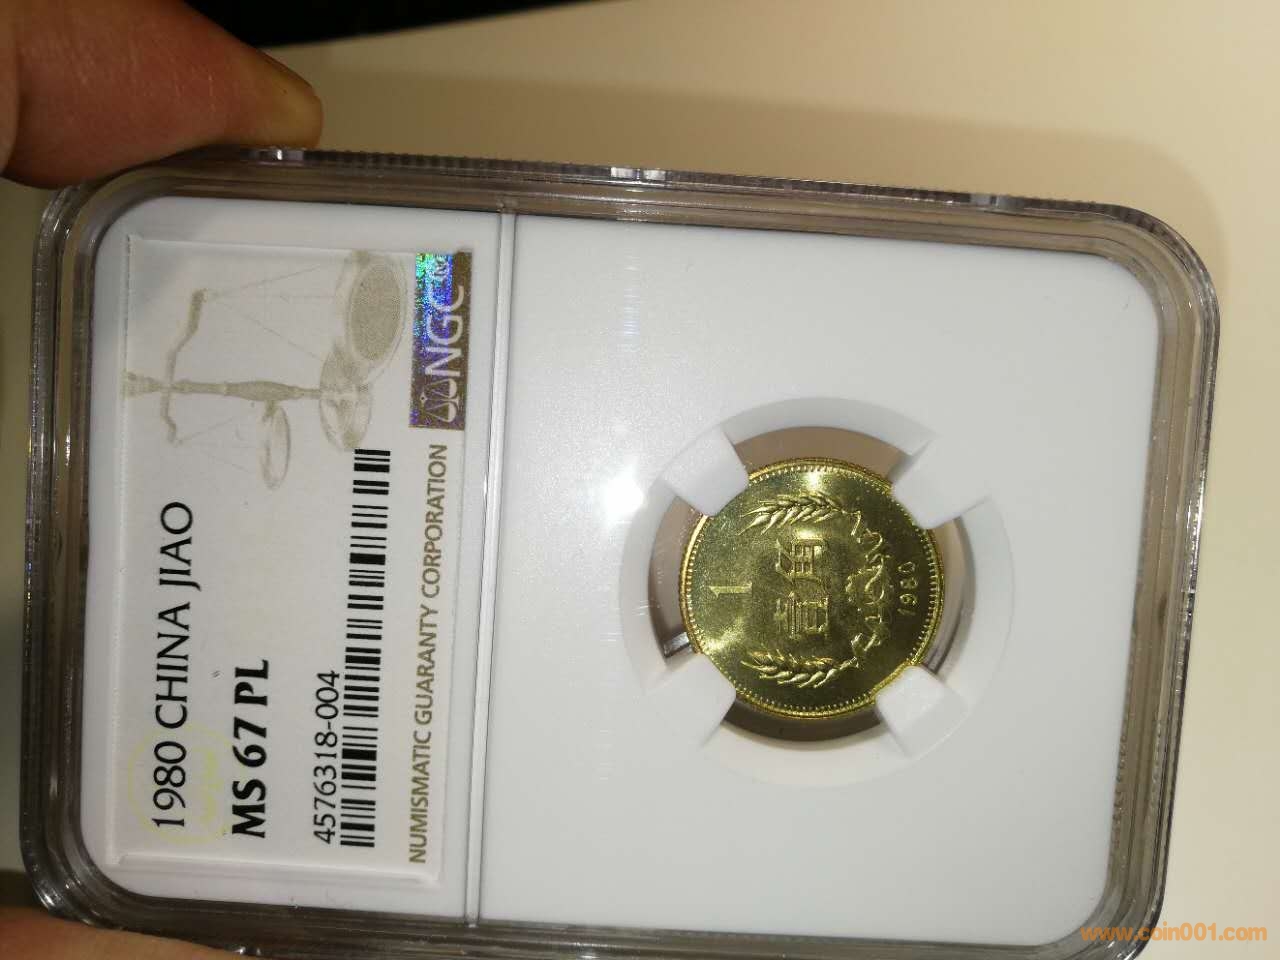 1980 CHINA JIAO
MS 67 PL
4576318-004
NGC
NUMISMATIC GUARANTY CORPORATION
1
壹角
1980
www.coin001.com